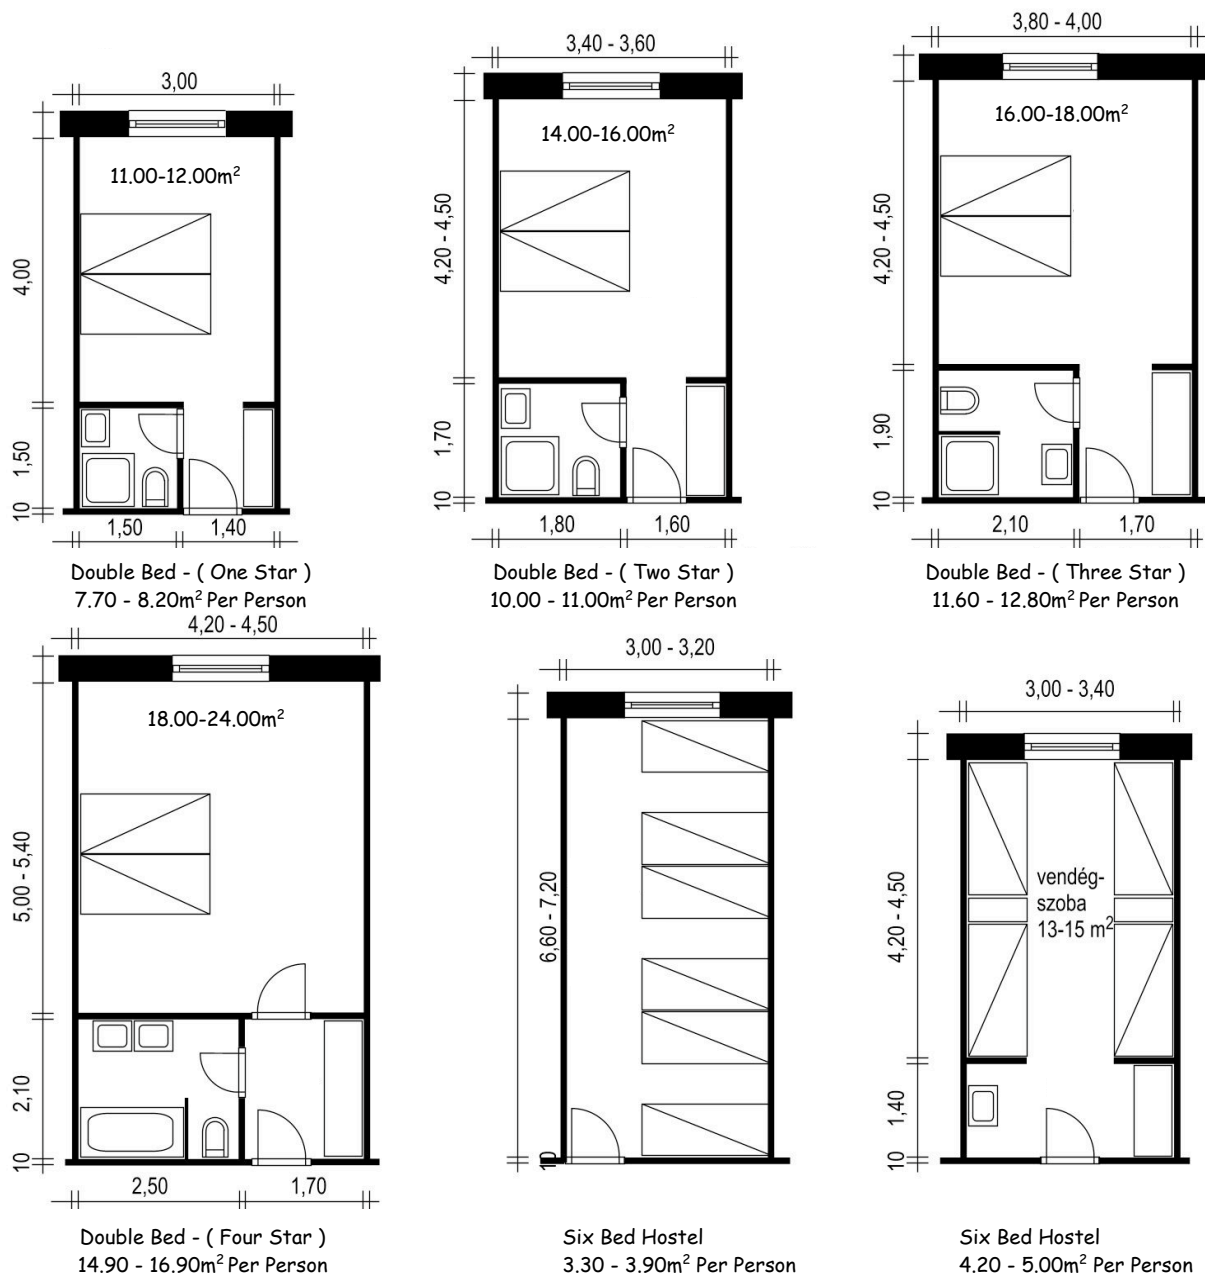 3,00
11.00-12.00m²
4,00
1,50
10
1,50
1,40
Double Bed - ( One Star )
7.70 - 8.20m² Per Person
3,40 - 3,60
14.00-16.00m²
4,20 - 4,50
1,70
10
1,80
1,60
Double Bed - ( Two Star )
10.00 - 11.00m² Per Person
3,80 - 4,00
16.00-18.00m²
4,20 - 4,50
1,90
10
2,10
1,70
Double Bed - ( Three Star )
11.60 - 12.80m² Per Person
4,20 - 4,50
18.00-24.00m²
5,00 - 5,40
2,10
10
2,50
1,70
Double Bed - ( Four Star )
14.90 - 16.90m² Per Person
3,00 - 3,20
6,60 - 7,20
10
Six Bed Hostel
3.30 - 3.90m² Per Person
3,00 - 3,40
vendég-
szoba
13-15 m²
4,20 - 4,50
1,40
10
Six Bed Hostel
4.20 - 5.00m² Per Person